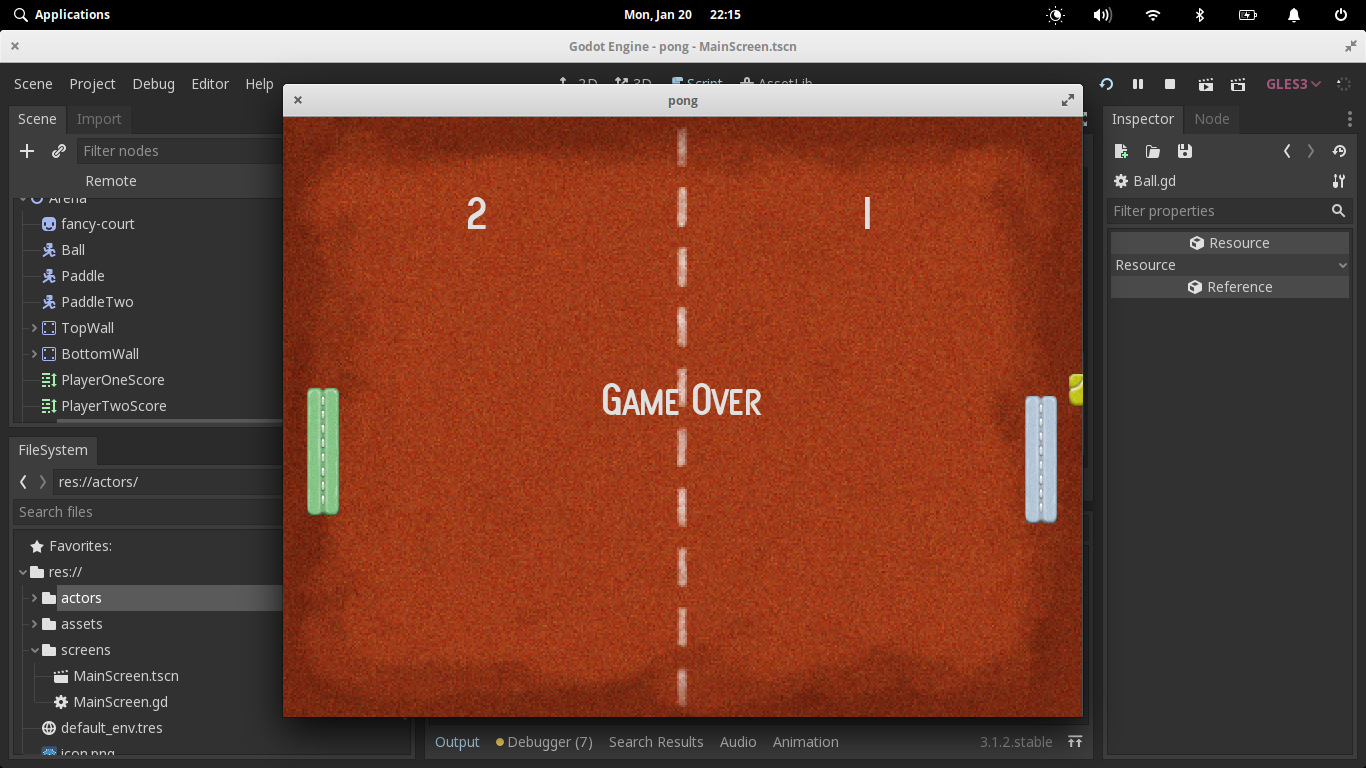 Applications
Mon, Jan 20 22:15
Godot Engine - pong - MainScreen.tscn
Scene Project Debug Editor Help
2D 3D Script AssetLib
GLES3
pong
Scene Import
Filter nodes
Remote
Arena
fancy-court
Ball
Paddle
PaddleTwo
TopWall
BottomWall
PlayerOneScore
PlayerTwoScore
FileSystem
res://actors/
Search files
Favorites:
res://
actors
assets
screens
MainScreen.tscn
MainScreen.gd
default_env.tres
icon.png
2 1
Game Over
Output Debugger (7) Search Results Audio Animation 3.1.2.stable
Inspector Node
Ball.gd
Filter properties
Resource
Resource
Reference